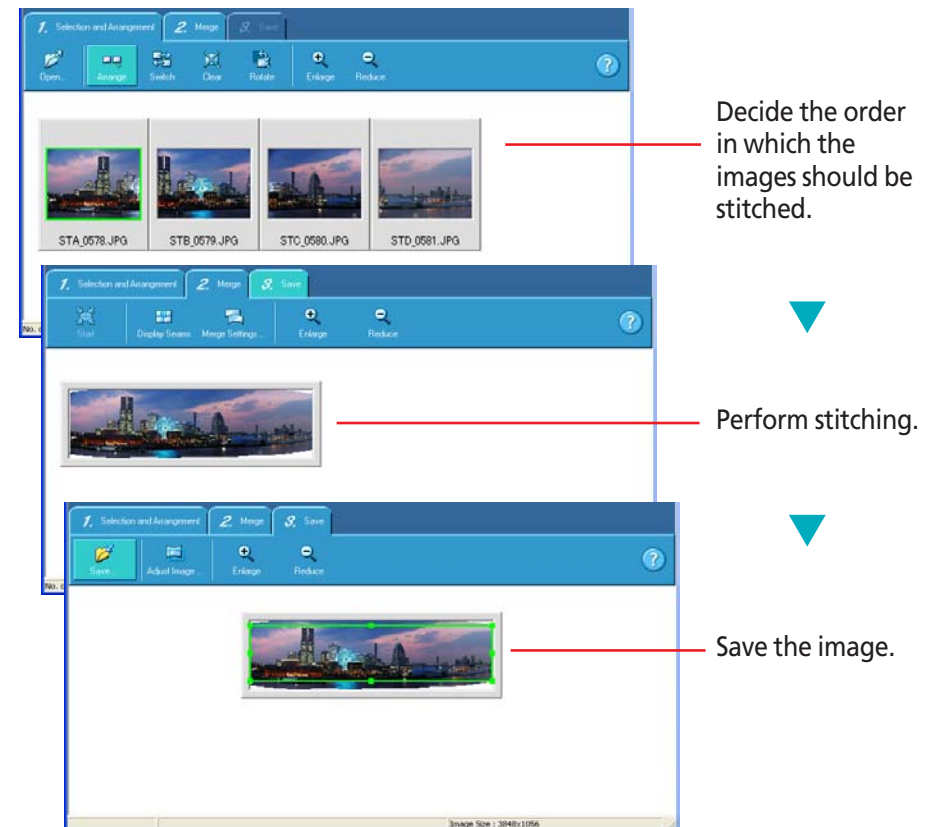 1. Selection and Arrangement 2. Merge 3. Save
Open... Arrange Switch Clear Rotate Enlarge Reduce ?
Decide the order
in which the
images should be
stitched.
STA_0578.JPG STB_0579.JPG STC_0580.JPG STD_0581.JPG
1. Selection and Arrangement 2. Merge 3. Save
Start Display Seams Merge Settings... Enlarge Reduce ?
No.
Perform stitching.
1. Selection and Arrangement 2. Merge 3. Save
Save... Adjust Image... Enlarge Reduce ?
No.
Save the image.
Image Size : 3848x1056